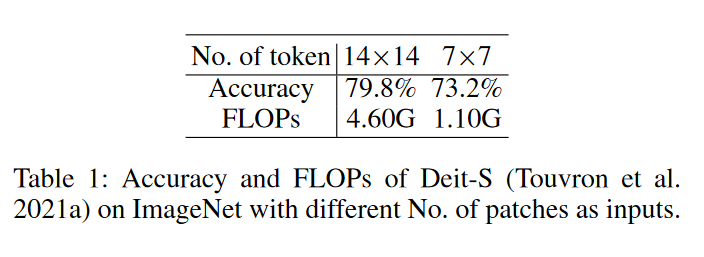 No. of token 14×14 7×7
Accuracy 79.8% 73.2%
FLOPs 4.60G 1.10G
Table 1: Accuracy and FLOPs of Deit-S (Touvron et al.
2021a) on ImageNet with different No. of patches as inputs.